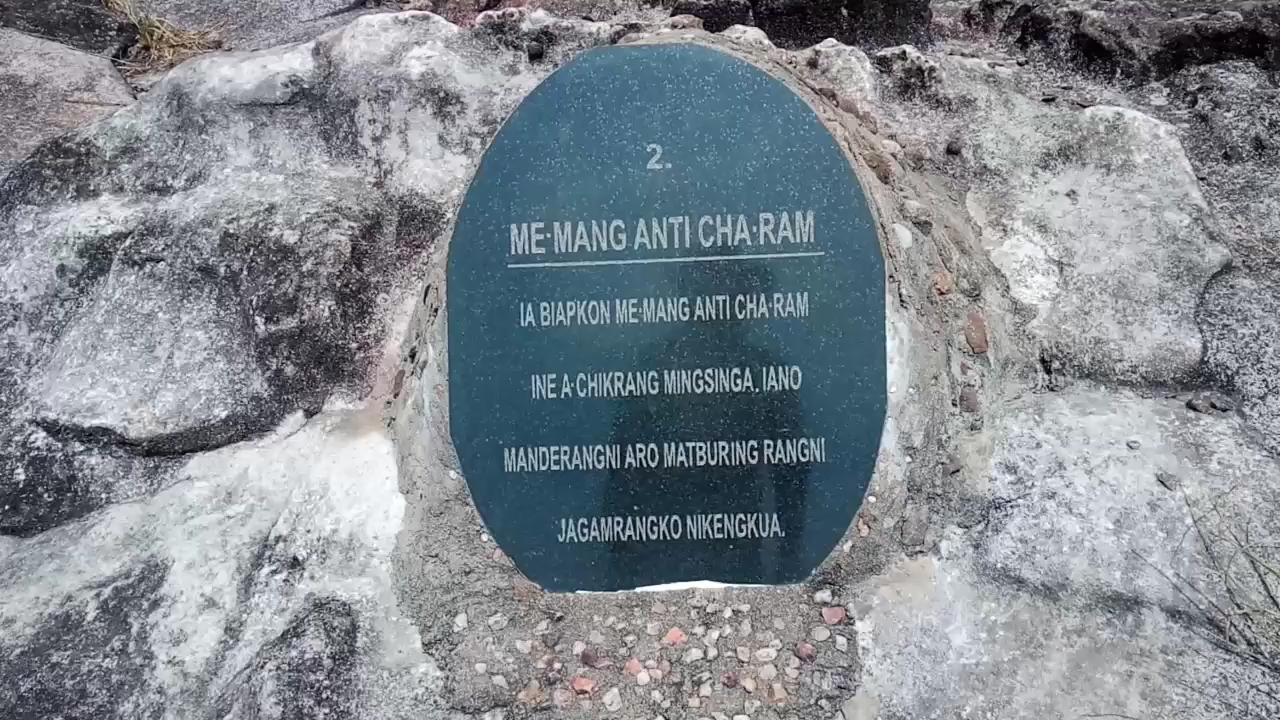 2.
ME·MANG ANTI CHA·RAM
IA BIAPKON ME·MANG ANTI CHA·RAM
INE A·CHIKRANG MINGSINGA. IANO
MANDERANGNI ARO MATBURING RANGNI
JAGAMRANGKO NIKENGKUA.